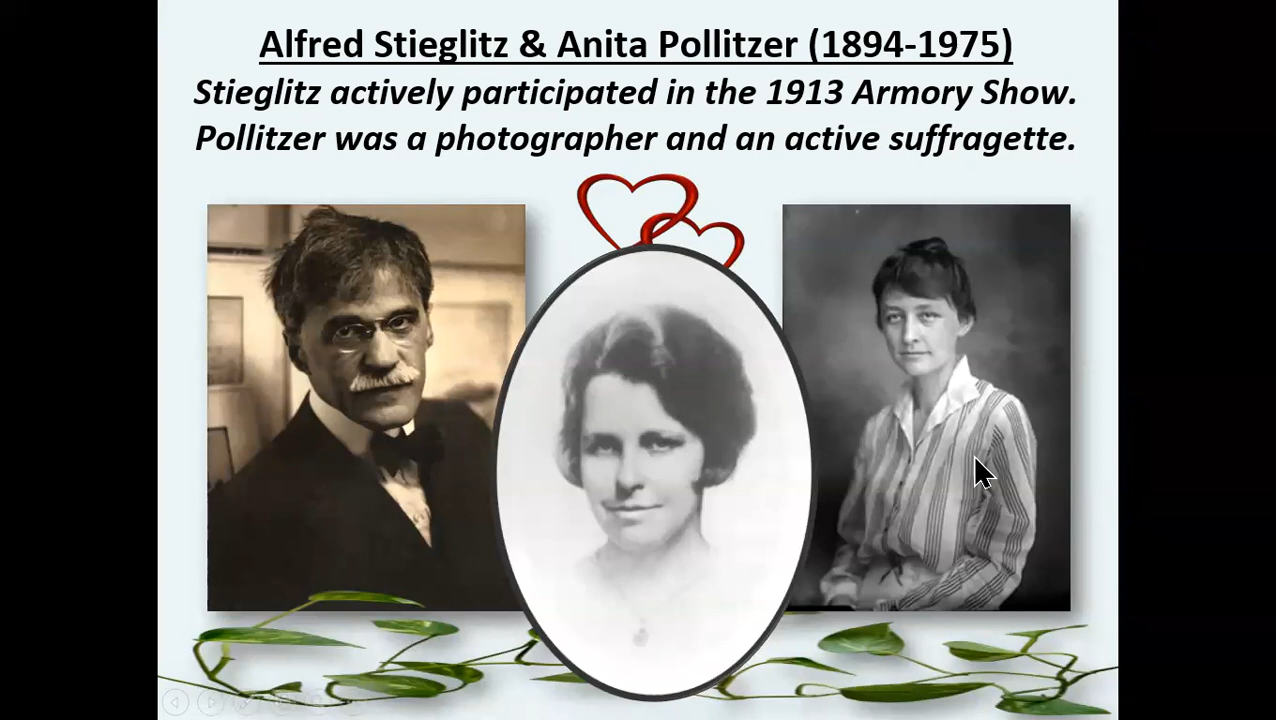 Alfred Stieglitz & Anita Pollitzer (1894-1975)
Stieglitz actively participated in the 1913 Armory Show.
Pollitzer was a photographer and an active suffragette.